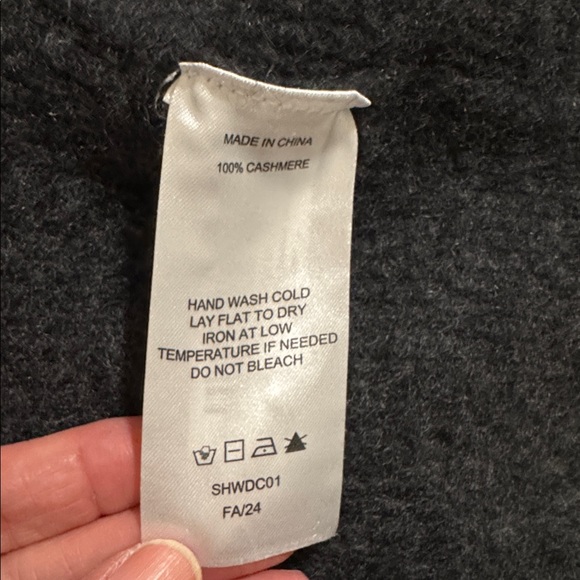 MADE IN CHINA
100% CASHMERE
HAND WASH COLD
LAY FLAT TO DRY
IRON AT LOW
TEMPERATURE IF NEEDED
DO NOT BLEACH
SHWDC01
FA/24